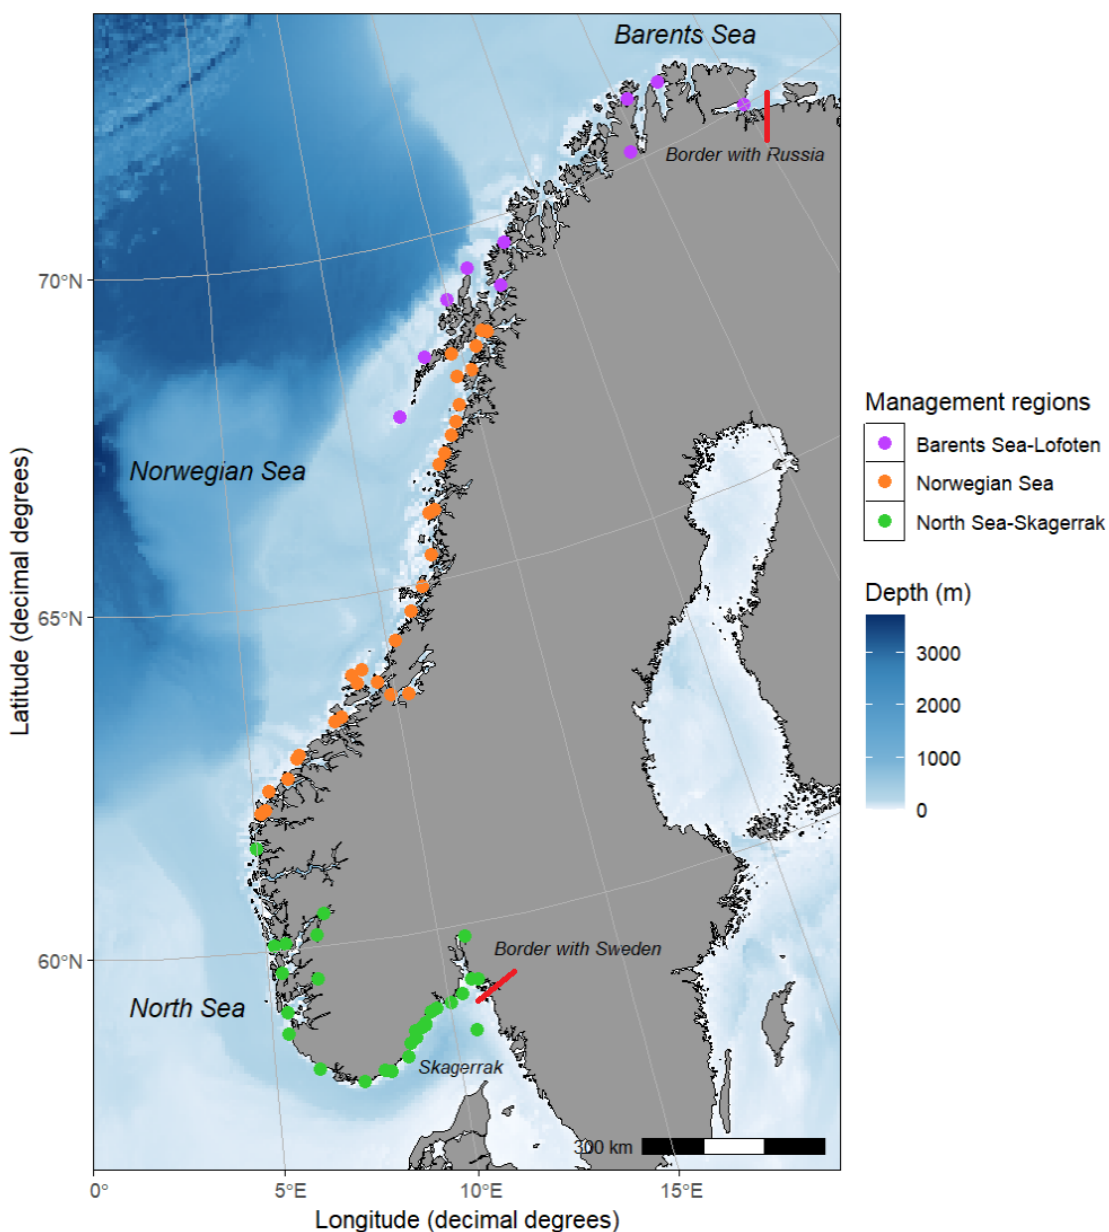 Barents Sea
Border with Russia
70°N
Norwegian Sea
65°N
60°N
Border with Sweden
North Sea
Skagerrak
300 km
0°
5°E
10°E
15°E
Longitude (decimal degrees)
Latitude (decimal degrees)
Management regions
Barents Sea-Lofoten
Norwegian Sea
North Sea-Skagerrak
Depth (m)
3000
2000
1000
0